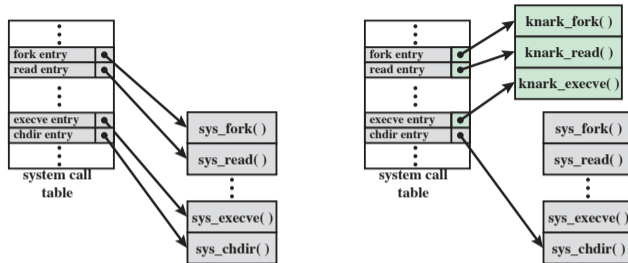 fork entry
read entry
execve entry
chdir entry
system call
table
sys_fork( )
sys_read( )
sys_execve( )
sys_chdir( )
fork entry
read entry
execve entry
chdir entry
system call
table
knark_fork( )
knark_read( )
knark_execve( )
sys_fork( )
sys_read( )
sys_execve( )
sys_chdir( )